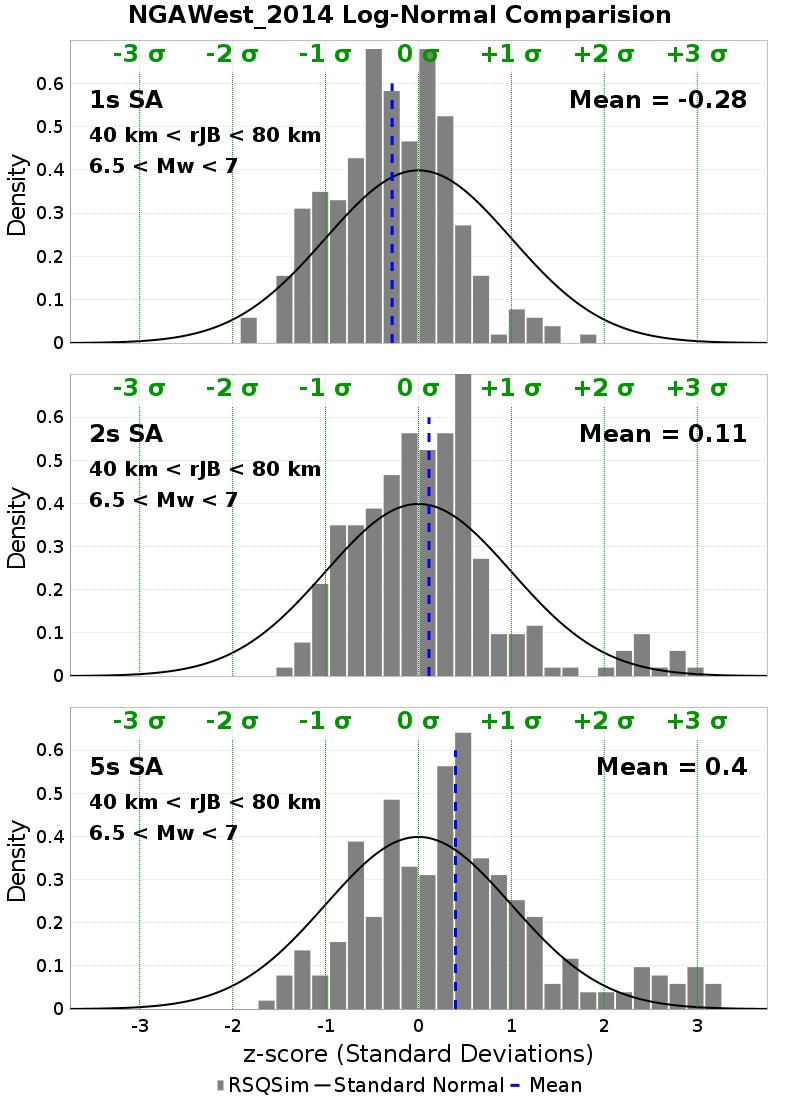 NGAWest_2014 Log-Normal Comparision
-3 σ -2 σ -1 σ 0 σ +1 σ +2 σ +3 σ
0.6
1s SA Mean = -0.28
0.5
40 km < rJB < 80 km
6.5 < Mw < 7
0.4
Density
0.3
0.2
0.1
0
-3 σ -2 σ -1 σ 0 σ +1 σ +2 σ +3 σ
0.6
2s SA Mean = 0.11
0.5
40 km < rJB < 80 km
6.5 < Mw < 7
0.4
Density
0.3
0.2
0.1
0
-3 σ -2 σ -1 σ 0 σ +1 σ +2 σ +3 σ
0.6
5s SA Mean = 0.4
0.5
40 km < rJB < 80 km
6.5 < Mw < 7
0.4
Density
0.3
0.2
0.1
0
-3 -2 -1 0 1 2 3
z-score (Standard Deviations)
RSQSim Standard Normal Mean